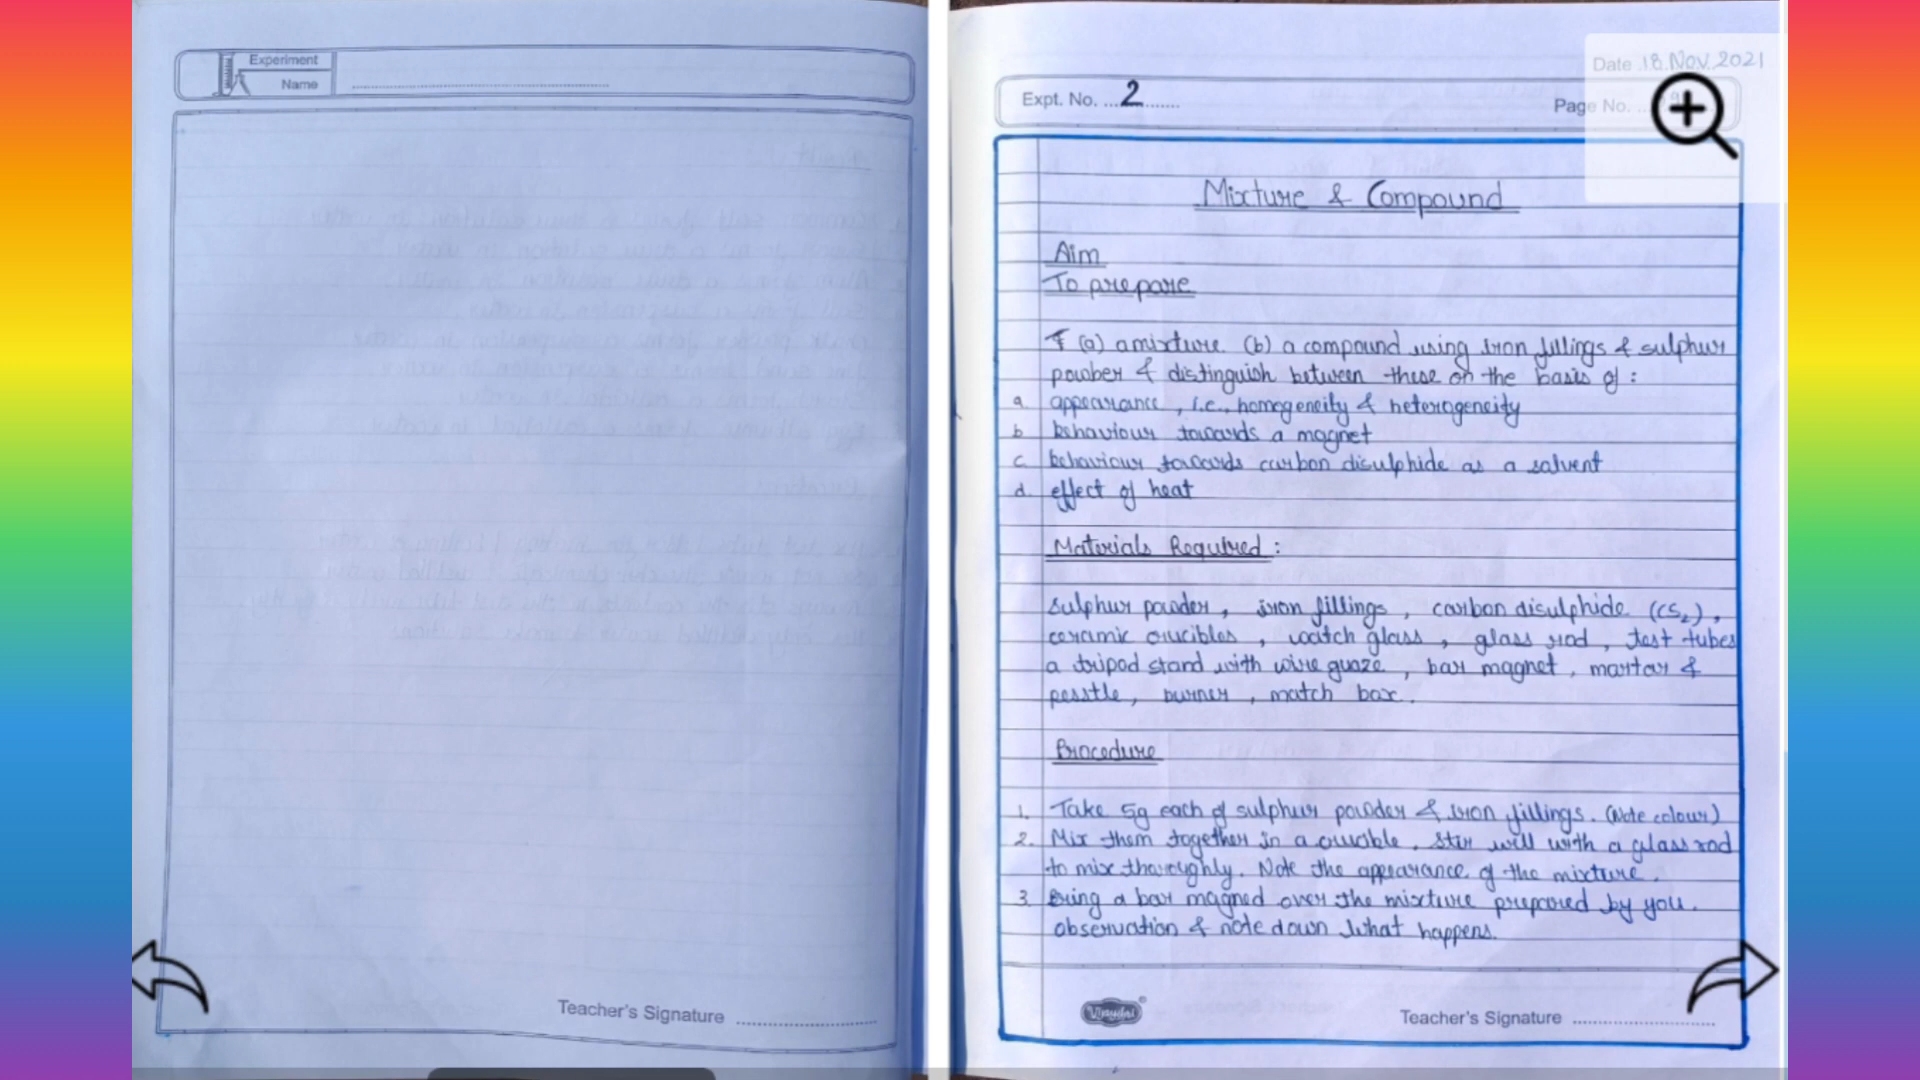 Experiment
Name
Teacher's Signature
Date 18 Nov, 2021
Expt. No. 2
Page No.
Mixture & Compound
Aim
To prepare
(a) a mixture (b) a compound using iron fillings & sulphur
powber & distinguish between these on the basis of :
a. appearance, i.e., homogeneity & heterogeneity
b behaviour towards a magnet
c. behaviour towards carbon disulphide as a solvent
d. effect of heat
Materials Required :
sulphur powder, iron fillings, carbon disulphide (CS₂),
ceramic crucibles, watch glass, glass rod, test tubes
a tripod stand with wire guaze, bar magnet, mortar &
pesstle, burner, match box.
Procedure
1. Take 5g each of sulphur powder & iron fillings. (Note colour)
2. Mix them together in a crucible. Stir will with a glass rod
to mix thoroughly. Note the appearance of the mixture.
3. Bring a bar magned over the mixture prepared by you.
observation & note down what happens.
Teacher's Signature